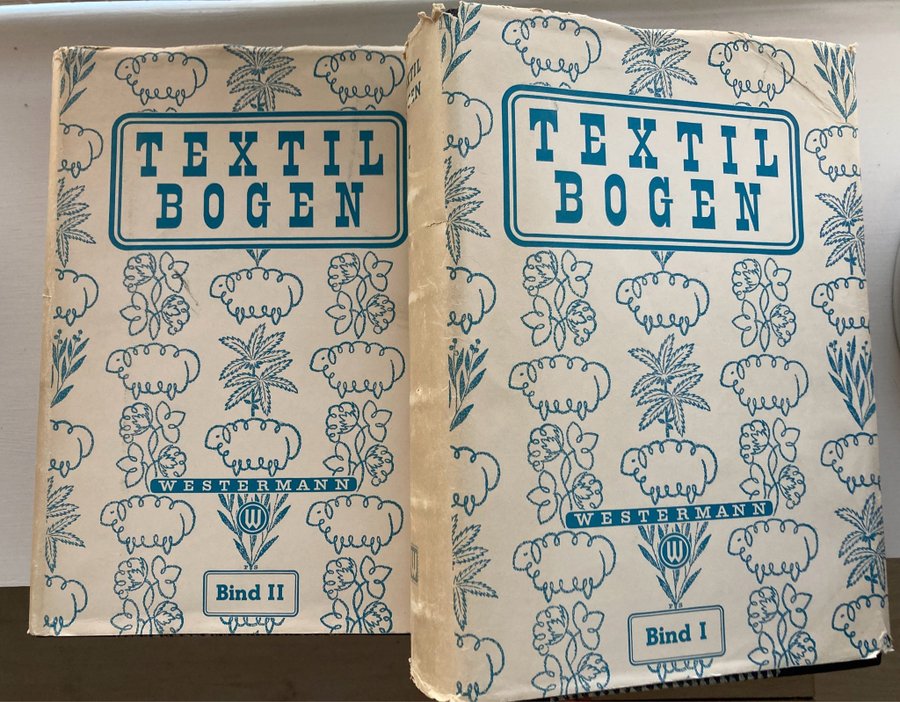 TEXTIL
BOGEN
WESTERMANN
W
Bind II
TEXTIL
BOGEN
WESTERMANN
W
Bind I